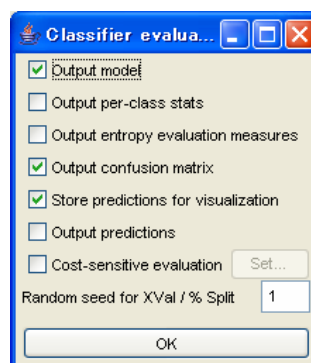 Classifier evalua...
Output model
Output per-class stats
Output entropy evaluation measures
Output confusion matrix
Store predictions for visualization
Output predictions
Cost-sensitive evaluation Set...
Random seed for XVal / % Split 1
OK